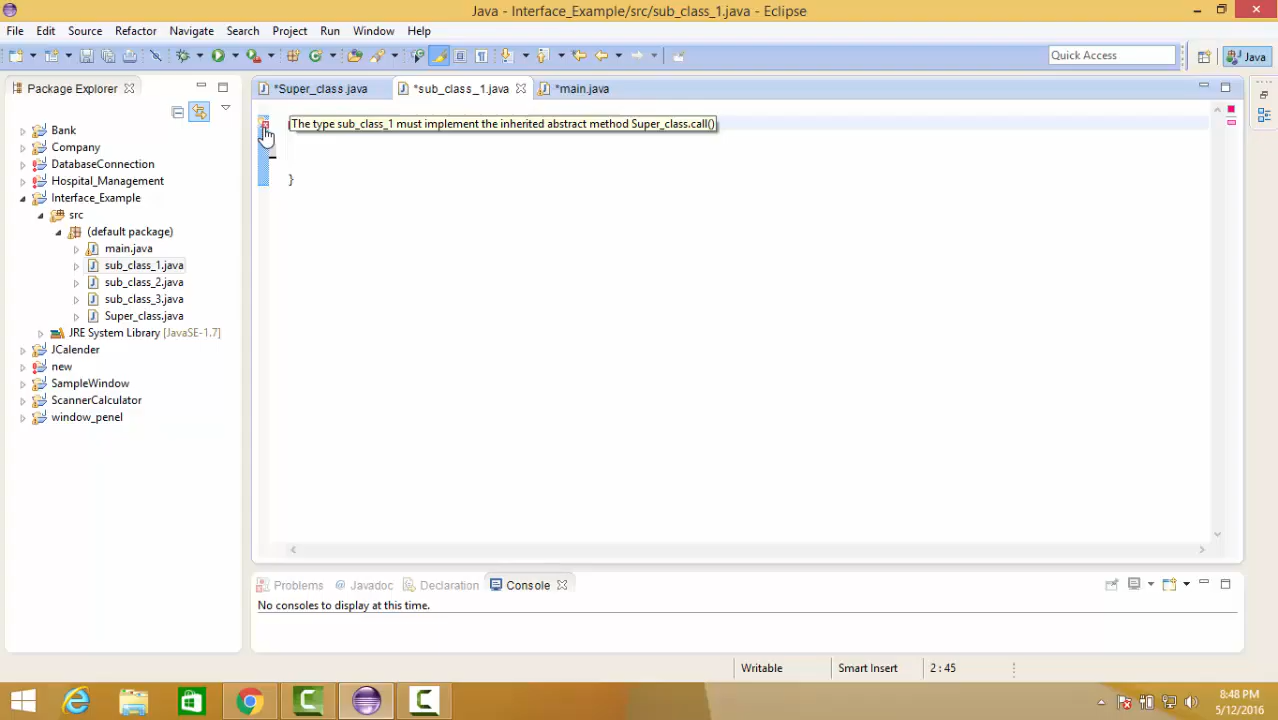 Java - Interface_Example/src/sub_class_1.java - Eclipse
File Edit Source Refactor Navigate Search Project Run Window Help
Quick Access
Java
Package Explorer
*Super_class.java
*sub_class_1.java
*main.java
The type sub_class_1 must implement the inherited abstract method Super_class.call()
}
Bank
Company
DatabaseConnection
Hospital_Management
Interface_Example
src
(default package)
main.java
sub_class_1.java
sub_class_2.java
sub_class_3.java
Super_class.java
JRE System Library [JavaSE-1.7]
JCalender
new
SampleWindow
ScannerCalculator
window_penel
Problems @ Javadoc Declaration Console
No consoles to display at this time.
Writable Smart Insert 2 : 45
8:48 PM
5/12/2016